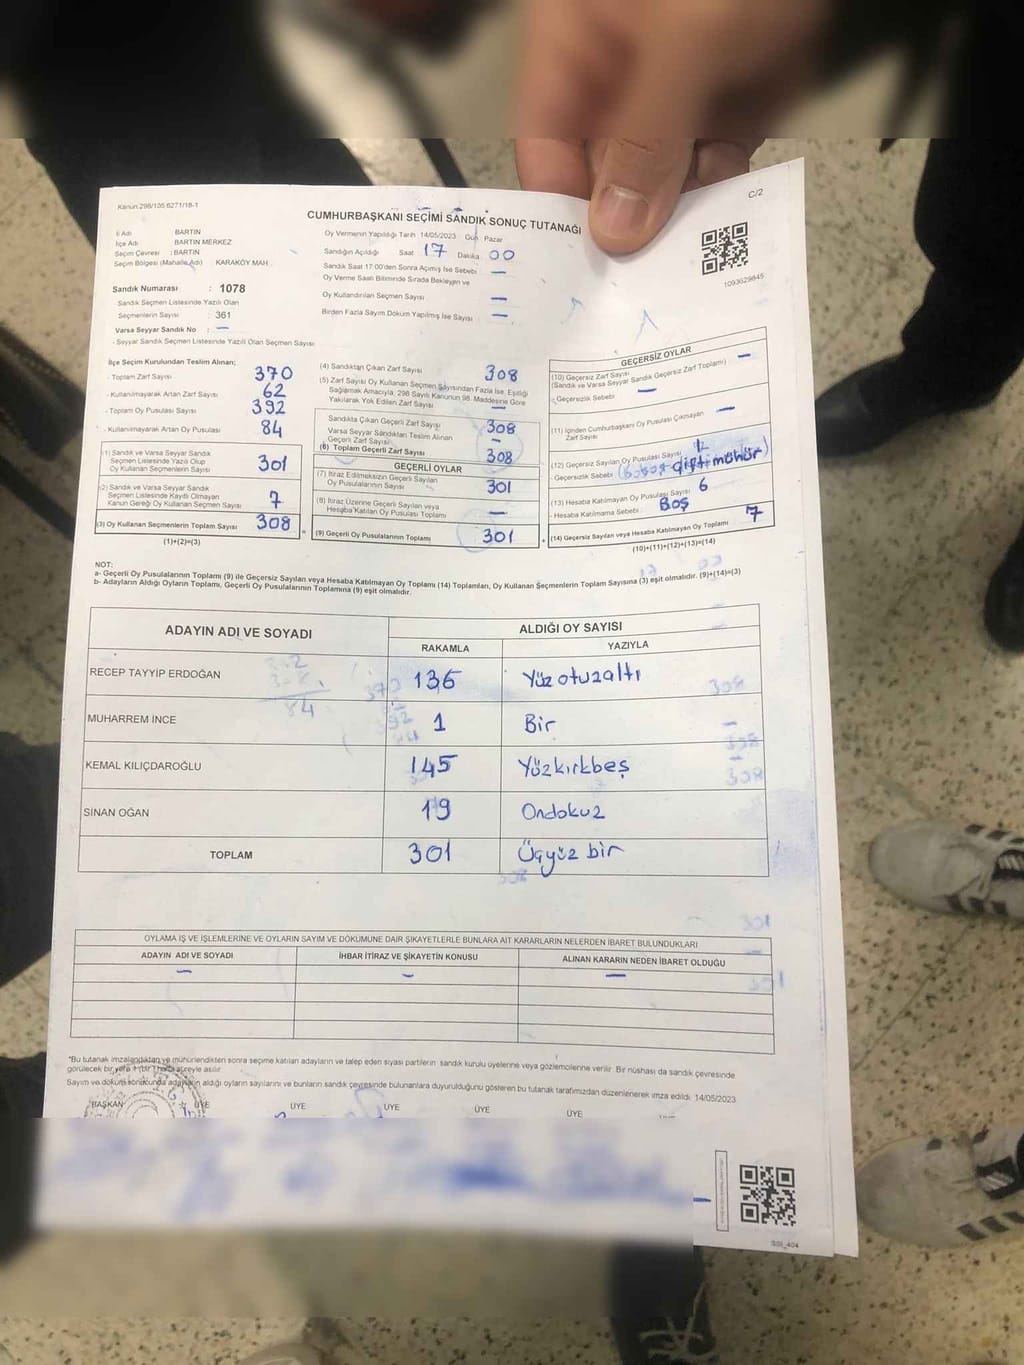 C/2
Kanun:298/105.6271/18-1
CUMHURBAŞKANI SEÇİMİ SANDIK SONUÇ TUTANAĞI
İl Adı : BARTIN
İlçe Adı : BARTIN MERKEZ
Seçim Çevresi : BARTIN
Seçim Bölgesi (Mahalle Adı) : KARAKÖY MAH.
Sandık Numarası : 1078
Sandık Seçmen Listesinde Yazılı Olan
Seçmenlerin Sayısı : 361
Varsa Seyyar Sandık No : —
- Seyyar Sandık Seçmen Listesinde Yazılı Olan Seçmen Sayısı
Oy Vermenin Yapıldığı Tarih 14/05/2023 Gün Pazar
Sandığın Açıldığı Saat 17 Dakika 00
Sandık Saat 17:00'den Sonra Açılmış İse Sebebi —
Oy Verme Saati Bitiminde Sırada Bekleyen ve
Oy Kullandırılan Seçmen Sayısı —
Birden Fazla Sayım Döküm Yapılmış İse Sayısı —
1093629845
İlçe Seçim Kurulundan Teslim Alınan;
- Toplam Zarf Sayısı 370
- Kullanılmayarak Artan Zarf Sayısı 62
- Toplam Oy Pusulası Sayısı 392
- Kullanılmayarak Artan Oy Pusulası 84
(1) Sandık ve Varsa Seyyar Sandık
Seçmen Listesinde Yazılı Olup
Oy Kullanan Seçmenlerin Sayısı 301
(2) Sandık ve Varsa Seyyar Sandık
Seçmen Listesinde Kayıtlı Olmayan
Kanun Gereği Oy Kullanan Seçmen Sayısı 7
(3) Oy Kullanan Seçmenlerin Toplam Sayısı 308
(1)+(2)=(3)
(4) Sandıktan Çıkan Zarf Sayısı 308
(5) Zarf Sayısı Oy Kullanan Seçmen Sayısından Fazla İse, Eşitliği
Sağlamak Amacıyla, 298 Sayılı Kanunun 98. Maddesine Göre
Yakılarak Yok Edilen Zarf Sayısı —
Sandıkta Çıkan Geçerli Zarf Sayısı 308
Varsa Seyyar Sandıktan Teslim Alınan
Geçerli Zarf Sayısı —
(6) Toplam Geçerli Zarf Sayısı 308
GEÇERLİ OYLAR
(7) İtiraz Edilmeksizin Geçerli Sayılan
Oy Pusulalarının Sayısı 301
(8) İtiraz Üzerine Geçerli Sayılan veya
Hesaba Katılan Oy Pusulası Toplamı —
(9) Geçerli Oy Pusulalarının Toplamı 301
GEÇERSİZ OYLAR
(10) Geçersiz Zarf Sayısı —
(Sandık ve Varsa Seyyar Sandık Geçersiz Zarf Toplamı)
- Geçersizlik Sebebi —
(11) İçinden Cumhurbaşkanı Oy Pusulası Çıkmayan —
Zarf Sayısı
(12) Geçersiz Sayılan Oy Pusulası Sayısı
- Geçersizlik Sebebi çift mühür
(13) Hesaba Katılmayan Oy Pusulası Sayısı 6
- Hesaba Katılmama Sebebi : Boş
(14) Geçersiz Sayılan veya Hesaba Katılmayan Oy Toplamı 7
(10)+(11)+(12)+(13)=(14)
NOT:
a- Geçerli Oy Pusulalarının Toplamı (9) ile Geçersiz Sayılan veya Hesaba Katılmayan Oy Toplamı (14) Toplamları, Oy Kullanan Seçmenlerin Toplam Sayısına (3) eşit olmalıdır. (9)+(14)=(3)
b- Adayların Aldığı Oyların Toplamı, Geçerli Oy Pusulalarının Toplamına (9) eşit olmalıdır.
ADAYIN ADI VE SOYADI ALDIĞI OY SAYISI
RAKAMLA YAZIYLA
RECEP TAYYİP ERDOĞAN 136 Yüz otuzaltı
MUHARREM İNCE 1 Bir
KEMAL KILIÇDAROĞLU 145 Yüzkırkbeş
SİNAN OĞAN 19 Ondokuz
TOPLAM 301 Üçyüz bir
OYLAMA İŞ VE İŞLEMLERİNE VE OYLARIN SAYIM VE DÖKÜMÜNE DAİR ŞİKAYETLERLE BUNLARA AİT KARARLARIN NELERDEN İBARET BULUNDUKLARI
ADAYIN ADI VE SOYADI İHBAR İTİRAZ VE ŞİKAYETİN KONUSU ALINAN KARARIN NEDEN İBARET OLDUĞU
— — —
*Bu tutanak imzalandıktan ve mühürlendikten sonra seçime katılan adayların ve talep eden siyasi partilerin sandık kurulu üyelerine veya gözlemcilerine verilir. Bir nüshası da sandık çevresinde
görülecek bir yere 1 (bir) hafta süreyle asılır.
Sayım ve döküm sonucunda adayların aldığı oyların sayılarını ve bunların sandık çevresinde bulunanlara duyurulduğunu gösteren bu tutanak tarafımızdan düzenlenerek imza edildi. 14/05/2023
BAŞKAN ÜYE ÜYE ÜYE ÜYE ÜYE
SSI_404